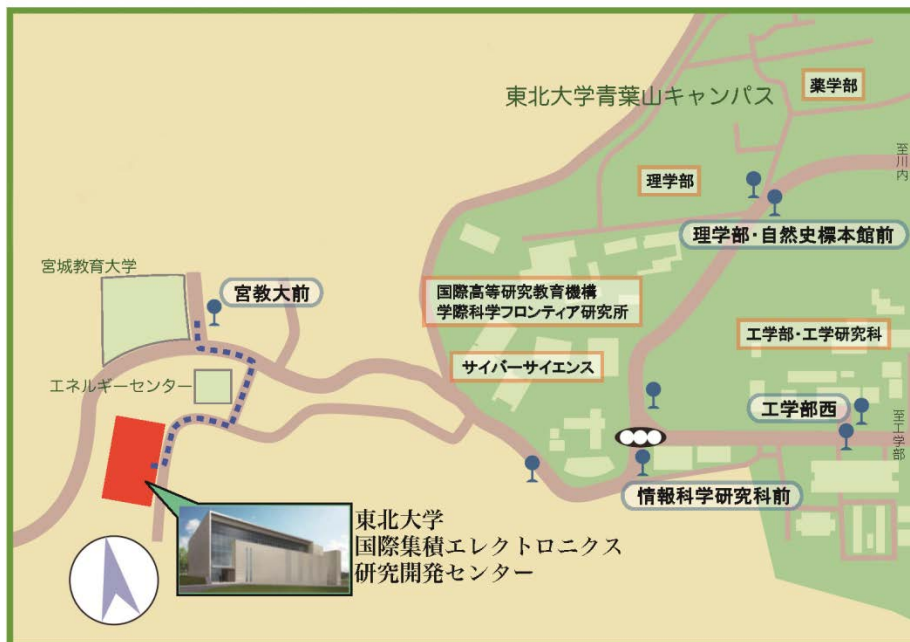 東北大学青葉山キャンパス
薬学部
至川内
理学部
理学部・自然史標本館前
宮城教育大学
宮教大前
国際高等研究教育機構
学際科学フロンティア研究所
工学部・工学研究科
サイバーサイエンス
エネルギーセンター
工学部西
至工学部
情報科学研究科前
東北大学
国際集積エレクトロニクス
研究開発センター